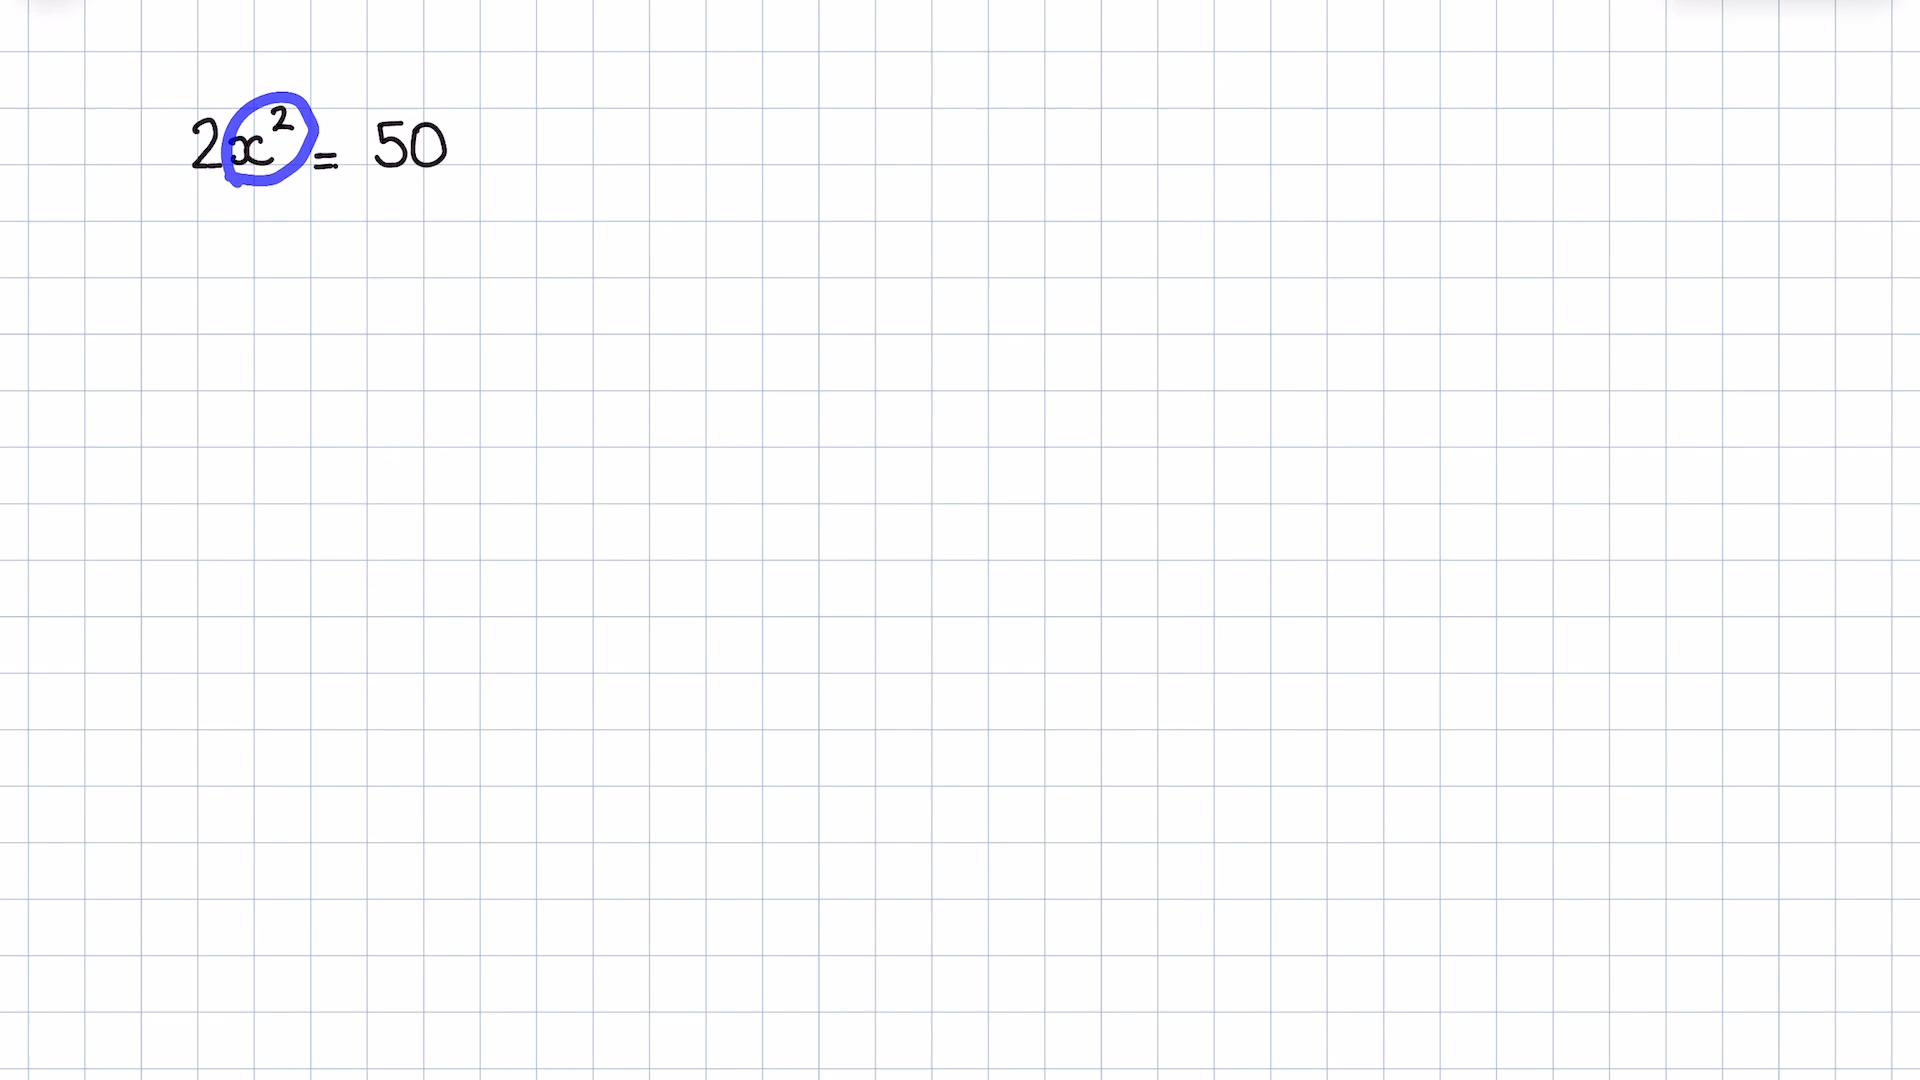 2x² = 50